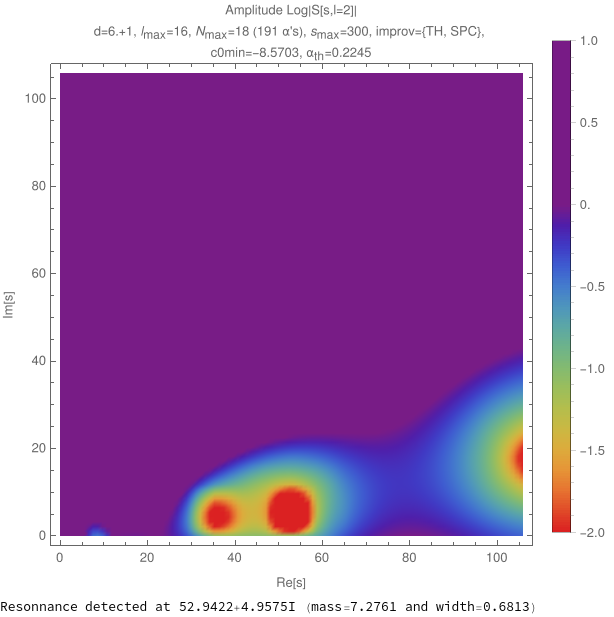 Amplitude Log|S[s,l=2]|
d=6.+1, lmax=16, Nmax=18 (191 α's), smax=300, improv={TH, SPC},
c0min=-8.5703, αth=0.2245
1.0
0.5
0.
-0.5
-1.0
-1.5
-2.0
100
80
60
40
20
0
Im[s]
0 20 40 60 80 100
Re[s]
Resonnance detected at 52.9422+4.9575I (mass=7.2761 and width=0.6813)